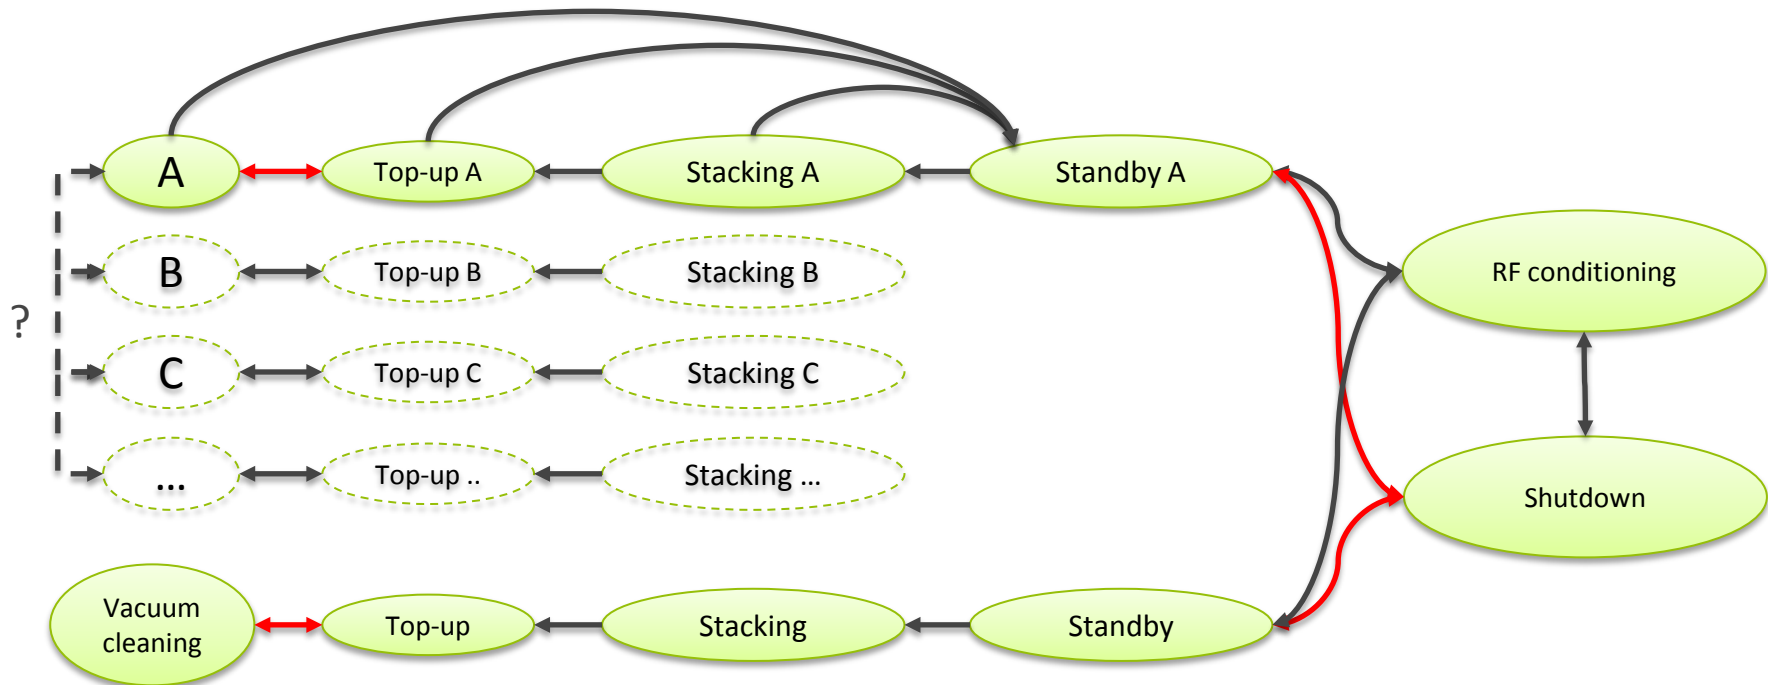 A
Top-up A
Stacking A
Standby A
B
Top-up B
Stacking B
RF conditioning
?
C
Top-up C
Stacking C
...
Top-up ..
Stacking ...
Shutdown
Vacuum
cleaning
Top-up
Stacking
Standby